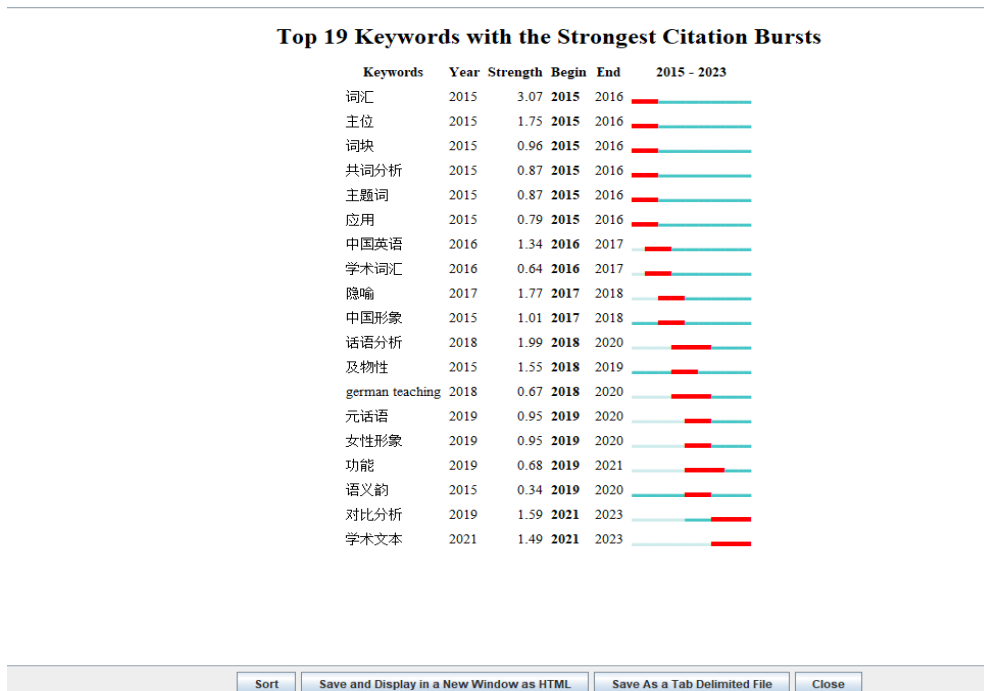 Top 19 Keywords with the Strongest Citation Bursts
Keywords Year Strength Begin End 2015 - 2023
词汇 2015 3.07 2015 2016
主位 2015 1.75 2015 2016
词块 2015 0.96 2015 2016
共词分析 2015 0.87 2015 2016
主题词 2015 0.87 2015 2016
应用 2015 0.79 2015 2016
中国英语 2016 1.34 2016 2017
学术词汇 2016 0.64 2016 2017
隐喻 2017 1.77 2017 2018
中国形象 2015 1.01 2017 2018
话语分析 2018 1.99 2018 2020
及物性 2015 1.55 2018 2019
german teaching 2018 0.67 2018 2020
元话语 2019 0.95 2019 2020
女性形象 2019 0.95 2019 2020
功能 2019 0.68 2019 2021
语义韵 2015 0.34 2019 2020
对比分析 2019 1.59 2021 2023
学术文本 2021 1.49 2021 2023
Sort Save and Display in a New Window as HTML Save As a Tab Delimited File Close